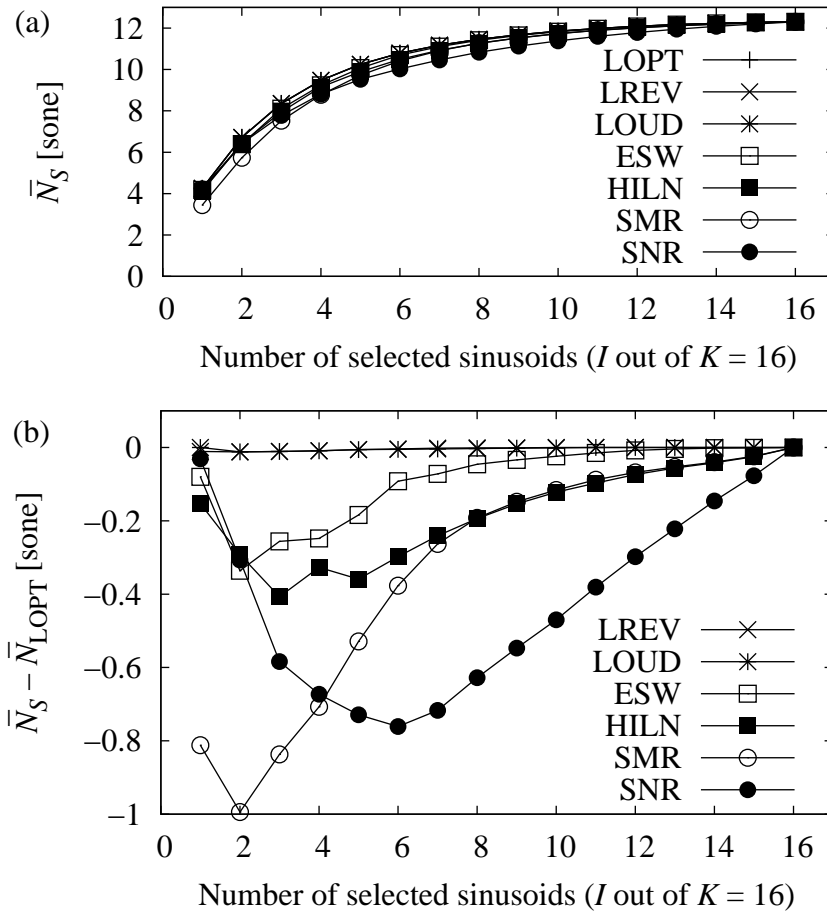 (a)
12
10
8
6
4
2
0
N̅_S [sone]
LOPT
LREV
LOUD
ESW
HILN
SMR
SNR
0 2 4 6 8 10 12 14 16
Number of selected sinusoids (I out of K = 16)
(b)
0
−0.2
−0.4
−0.6
−0.8
−1
N̅_S − N̅_LOPT [sone]
LREV
LOUD
ESW
HILN
SMR
SNR
0 2 4 6 8 10 12 14 16
Number of selected sinusoids (I out of K = 16)